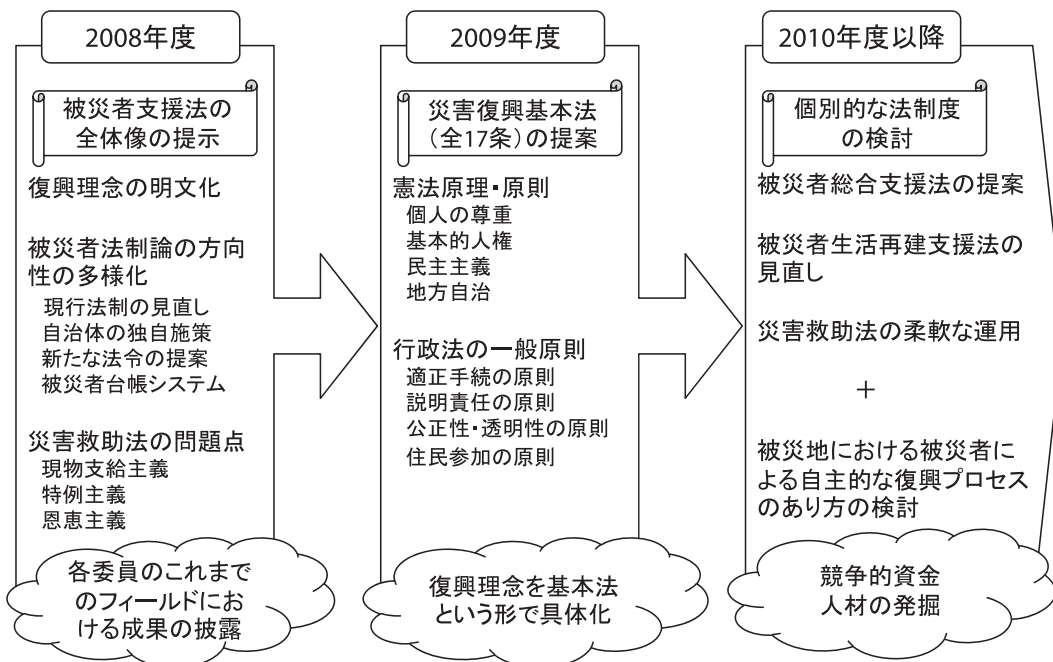 2008年度
被災者支援法の
全体像の提示
復興理念の明文化
被災者法制論の方向
性の多様化
現行法制の見直し
自治体の独自施策
新たな法令の提案
被災者台帳システム
災害救助法の問題点
現物支給主義
特例主義
恩恵主義
各委員のこれまで
のフィールドにお
ける成果の披露
2009年度
災害復興基本法
（全17条）の提案
憲法原理・原則
個人の尊重
基本的人権
民主主義
地方自治
行政法の一般原則
適正手続の原則
説明責任の原則
公正性・透明性の原則
住民参加の原則
復興理念を基本法
という形で具体化
2010年度以降
個別的な法制度
の検討
被災者総合支援法の提案
被災者生活再建支援法の
見直し
災害救助法の柔軟な運用
+
被災地における被災者に
よる自主的な復興プロセス
のあり方の検討
競争的資金
人材の発掘